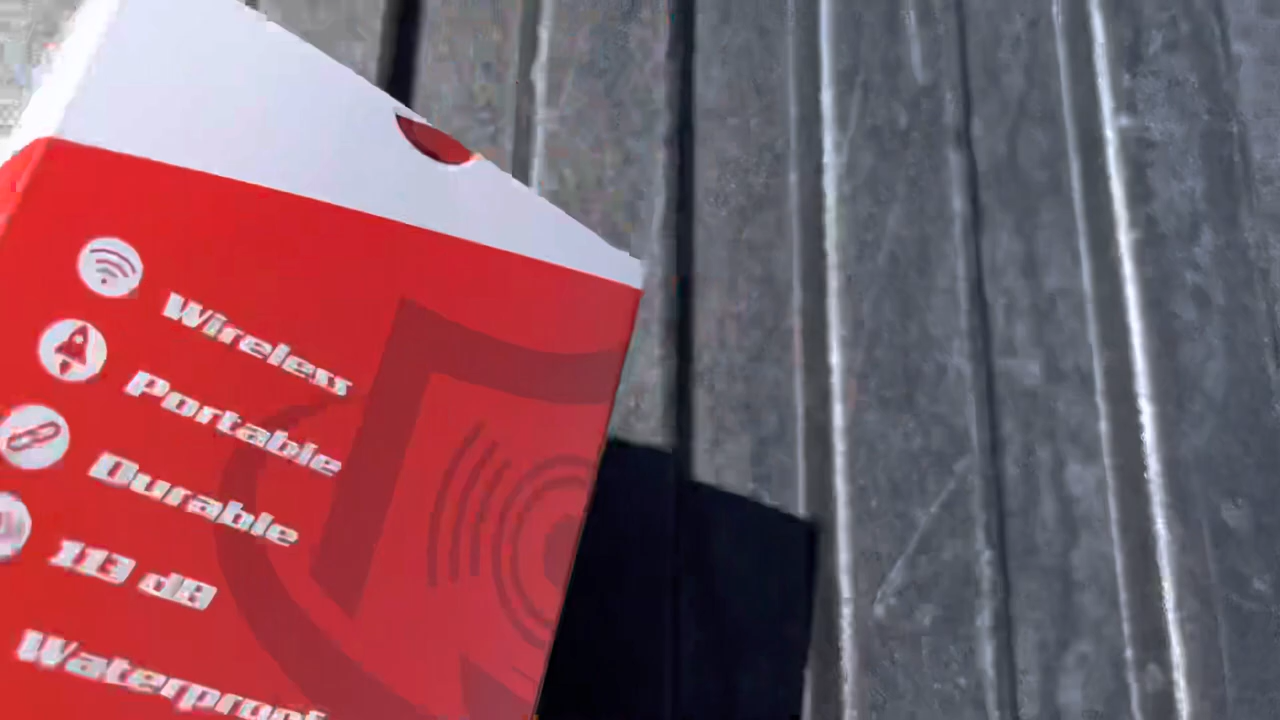 Wireless
Portable
Durable
113 dB
Waterproof